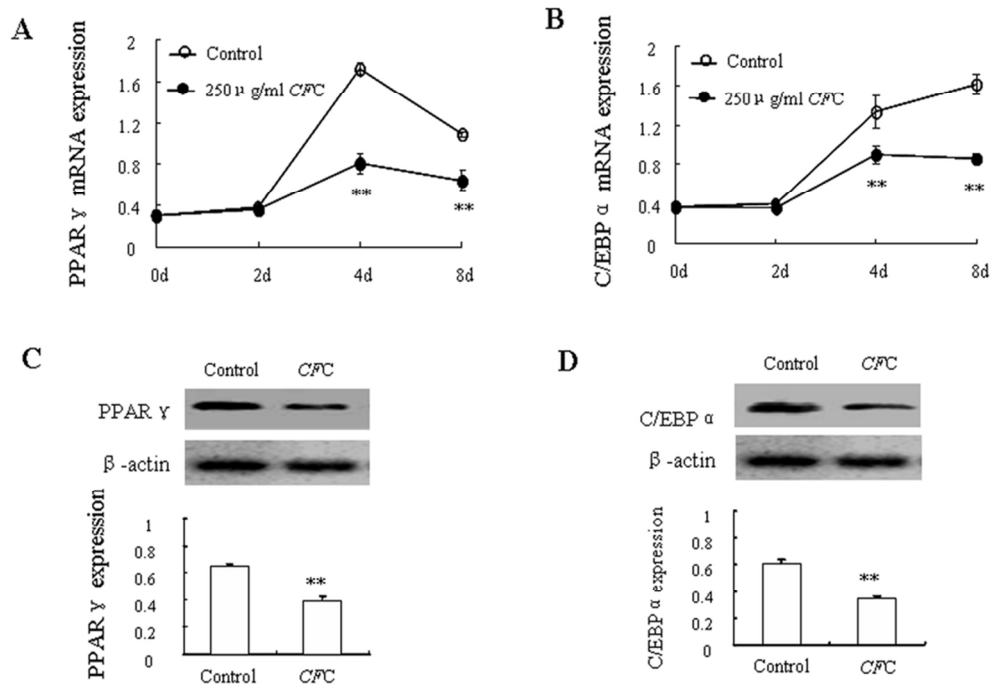 A
PPAR γ mRNA expression
2
1.6
1.2
0.8
0.4
0
Control
250 μ g/ml CFC
**
**
0d 2d 4d 8d
B
C/EBP α mRNA expression
2
1.6
1.2
0.8
0.4
0
Control
250 μ g/ml CFC
**
**
0d 2d 4d 8d
C
Control CFC
PPAR γ
β -actin
PPAR γ expression
1
0.8
0.6
0.4
0.2
0
**
Control CFC
D
Control CFC
C/EBP α
β -actin
C/EBP α expression
1
0.8
0.6
0.4
0.2
0
**
Control CFC